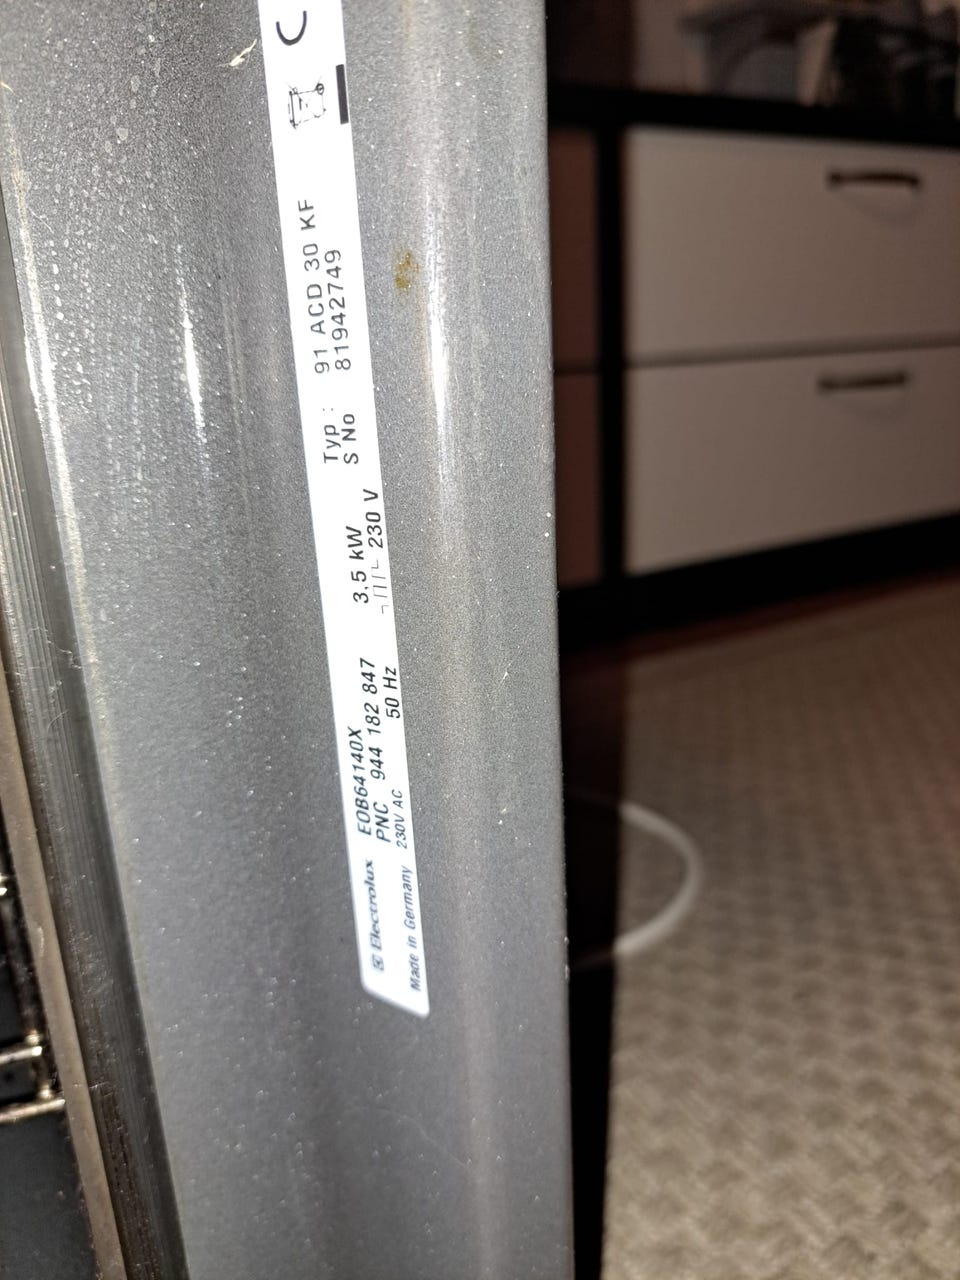 Electrolux EOB64140X 3.5 kW Typ : 91 ACD 30 KF
PNC 944 182 847 230 V S No 81942749
Made in Germany 230V AC 50 Hz